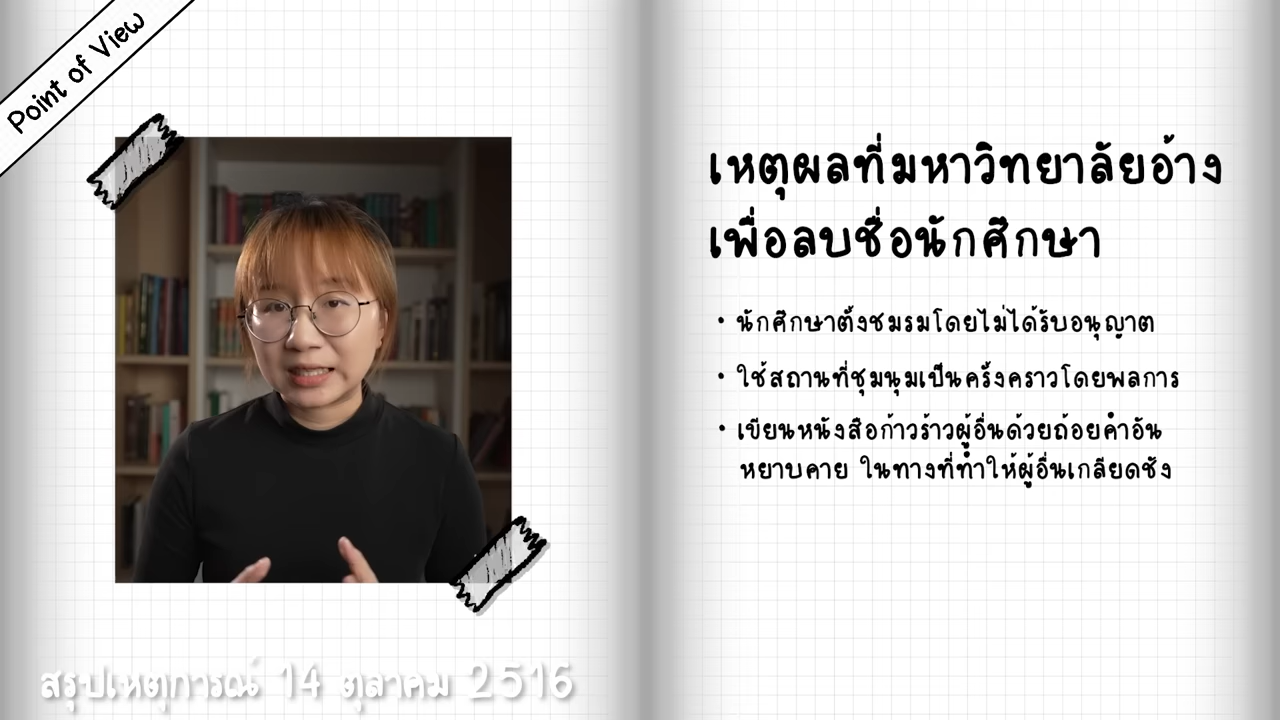 Point of View
เหตุผลที่มหาวิทยาลัยอ้าง
เพื่อลบชื่อนักศึกษา
• นักศึกษาตั้งชมรมโดยไม่ได้รับอนุญาต
• ใช้สถานที่ชุมนุมเป็นครั้งคราวโดยพลการ
• เขียนหนังสือก้าวร้าวผู้อื่นด้วยถ้อยคำอัน
หยาบคาย ในทางที่ทำให้ผู้อื่นเกลียดชัง
สรุปเหตุการณ์ 14 ตุลาคม 2516